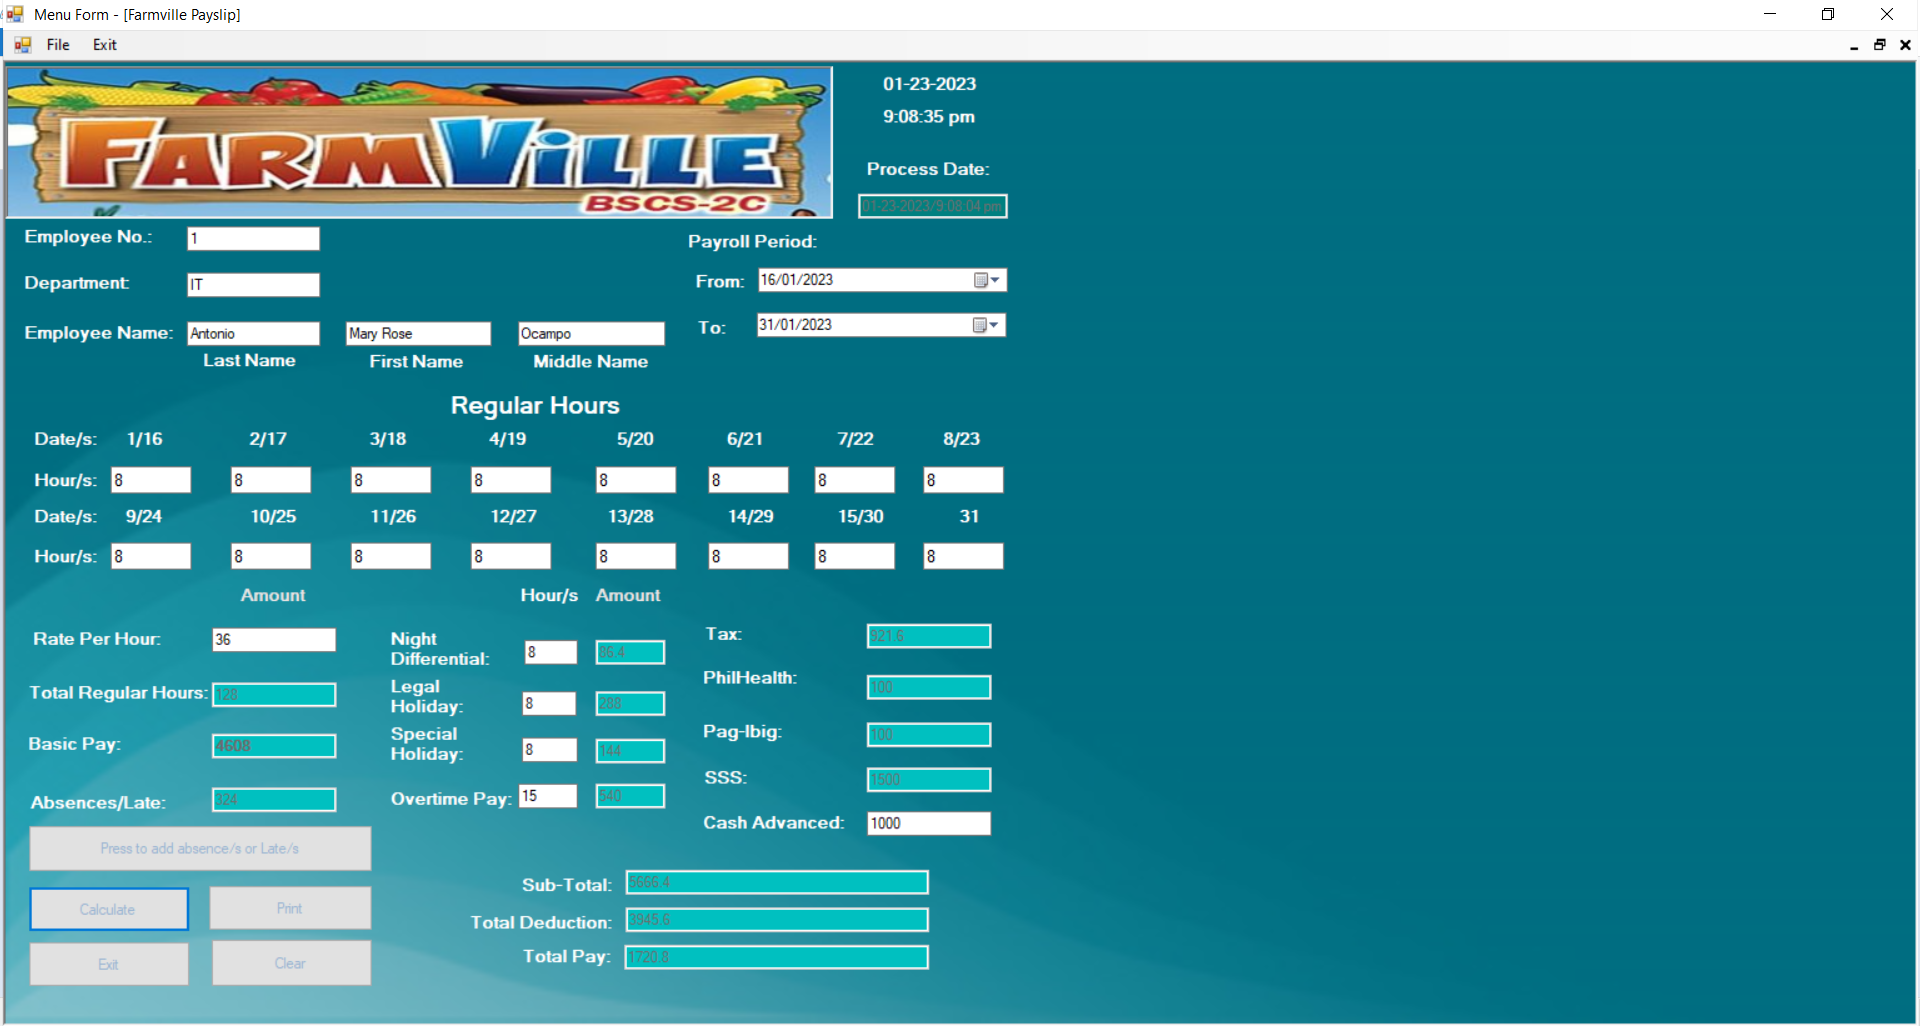 Menu Form - [Farmville Payslip]
File Exit
FARMVILLE
BSCS-2C
01-23-2023
9:08:35 pm
Process Date:
01-23-2023/9:08:04 pm
Employee No.: 1
Payroll Period:
Department: IT
From: 16/01/2023
To: 31/01/2023
Employee Name: Antonio Mary Rose Ocampo
Last Name First Name Middle Name
Regular Hours
Date/s: 1/16 2/17 3/18 4/19 5/20 6/21 7/22 8/23
Hour/s: 8 8 8 8 8 8 8 8
Date/s: 9/24 10/25 11/26 12/27 13/28 14/29 15/30 31
Hour/s: 8 8 8 8 8 8 8 8
Amount Hour/s Amount
Rate Per Hour: 36
Total Regular Hours: 128
Basic Pay: 4608
Absences/Late: 324
Press to add absence/s or Late/s
Calculate Print
Exit Clear
Night
Differential: 8 36.4
Legal
Holiday: 8 288
Special
Holiday: 8 144
Overtime Pay: 15 540
Tax: 921.6
PhilHealth: 100
Pag-Ibig: 100
SSS: 1500
Cash Advanced: 1000
Sub-Total: 5666.4
Total Deduction: 3945.6
Total Pay: 1720.8